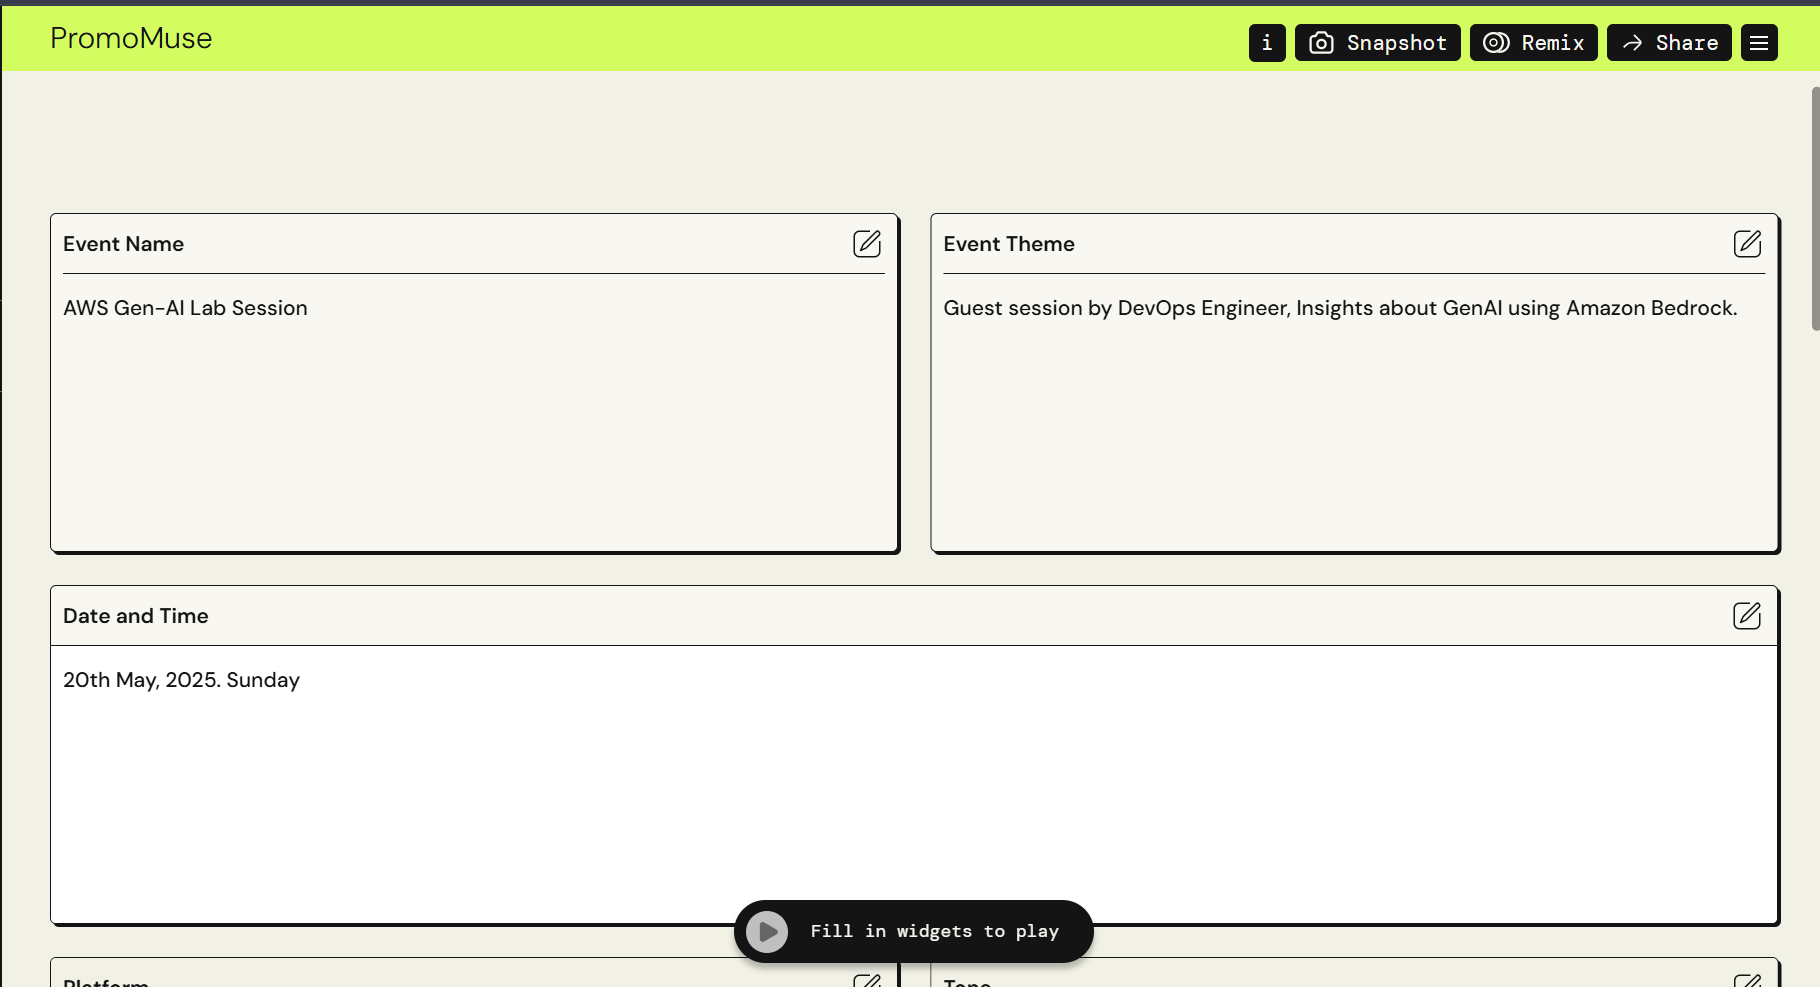 PromoMuse
i Snapshot Remix Share
Event Name
AWS Gen-AI Lab Session
Event Theme
Guest session by DevOps Engineer, Insights about GenAI using Amazon Bedrock.
Date and Time
20th May, 2025. Sunday
Fill in widgets to play
Platform
Tone